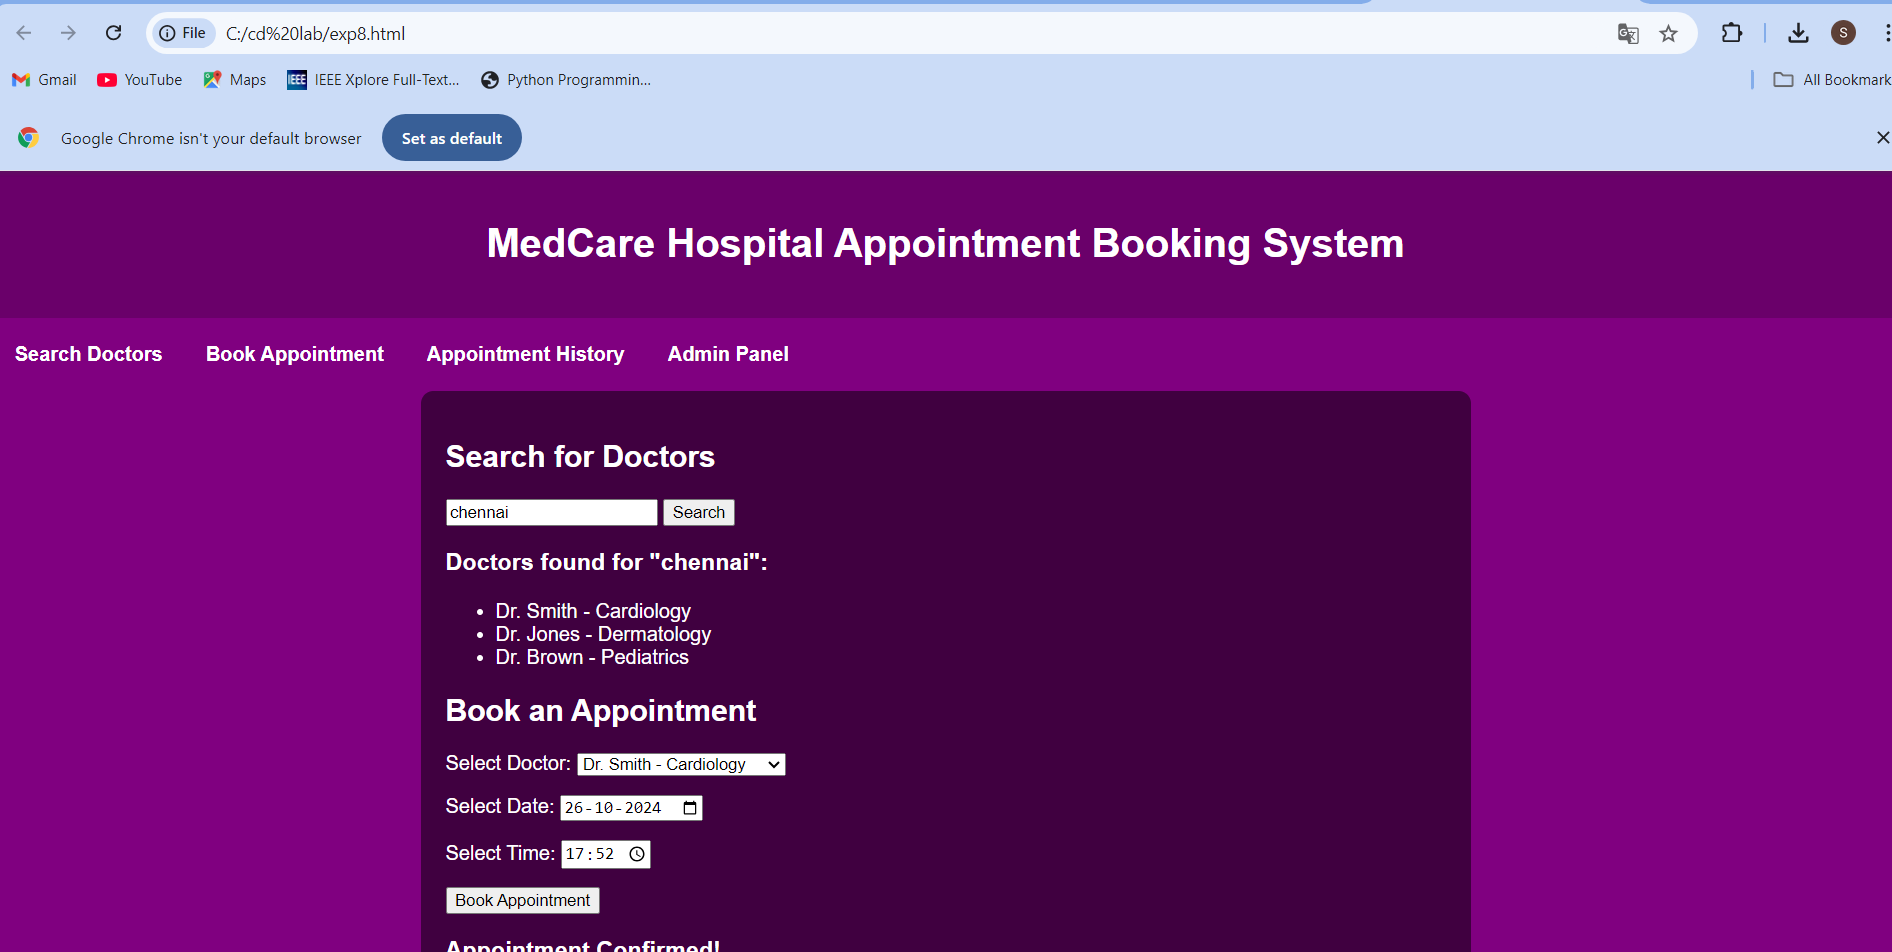 File C:/cd%20lab/exp8.html S
Gmail YouTube Maps IEEE IEEE Xplore Full-Text... Python Programmin... All Bookmark
Google Chrome isn't your default browser Set as default
MedCare Hospital Appointment Booking System
Search Doctors Book Appointment Appointment History Admin Panel
Search for Doctors
chennai Search
Doctors found for "chennai":
• Dr. Smith - Cardiology
• Dr. Jones - Dermatology
• Dr. Brown - Pediatrics
Book an Appointment
Select Doctor: Dr. Smith - Cardiology
Select Date: 26-10-2024
Select Time: 17:52
Book Appointment
Appointment Confirmed!